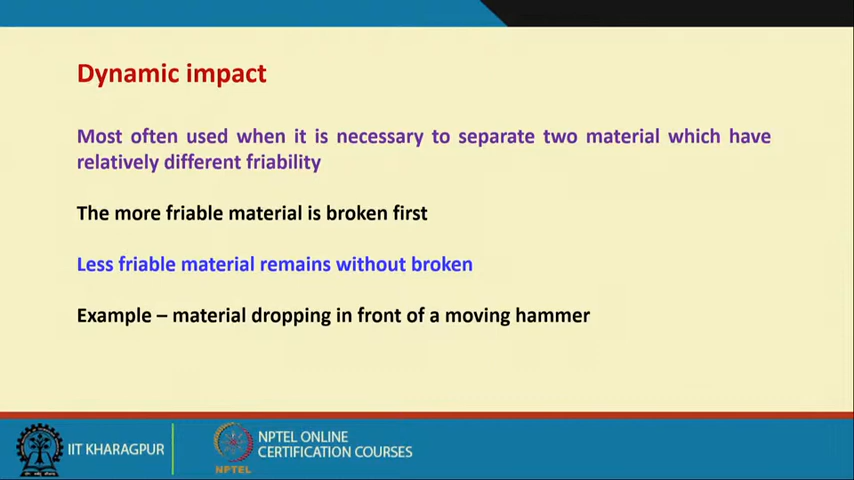 Dynamic impact
Most often used when it is necessary to separate two material which have
relatively different friability
The more friable material is broken first
Less friable material remains without broken
Example – material dropping in front of a moving hammer
IIT KHARAGPUR
NPTEL
NPTEL ONLINE
CERTIFICATION COURSES